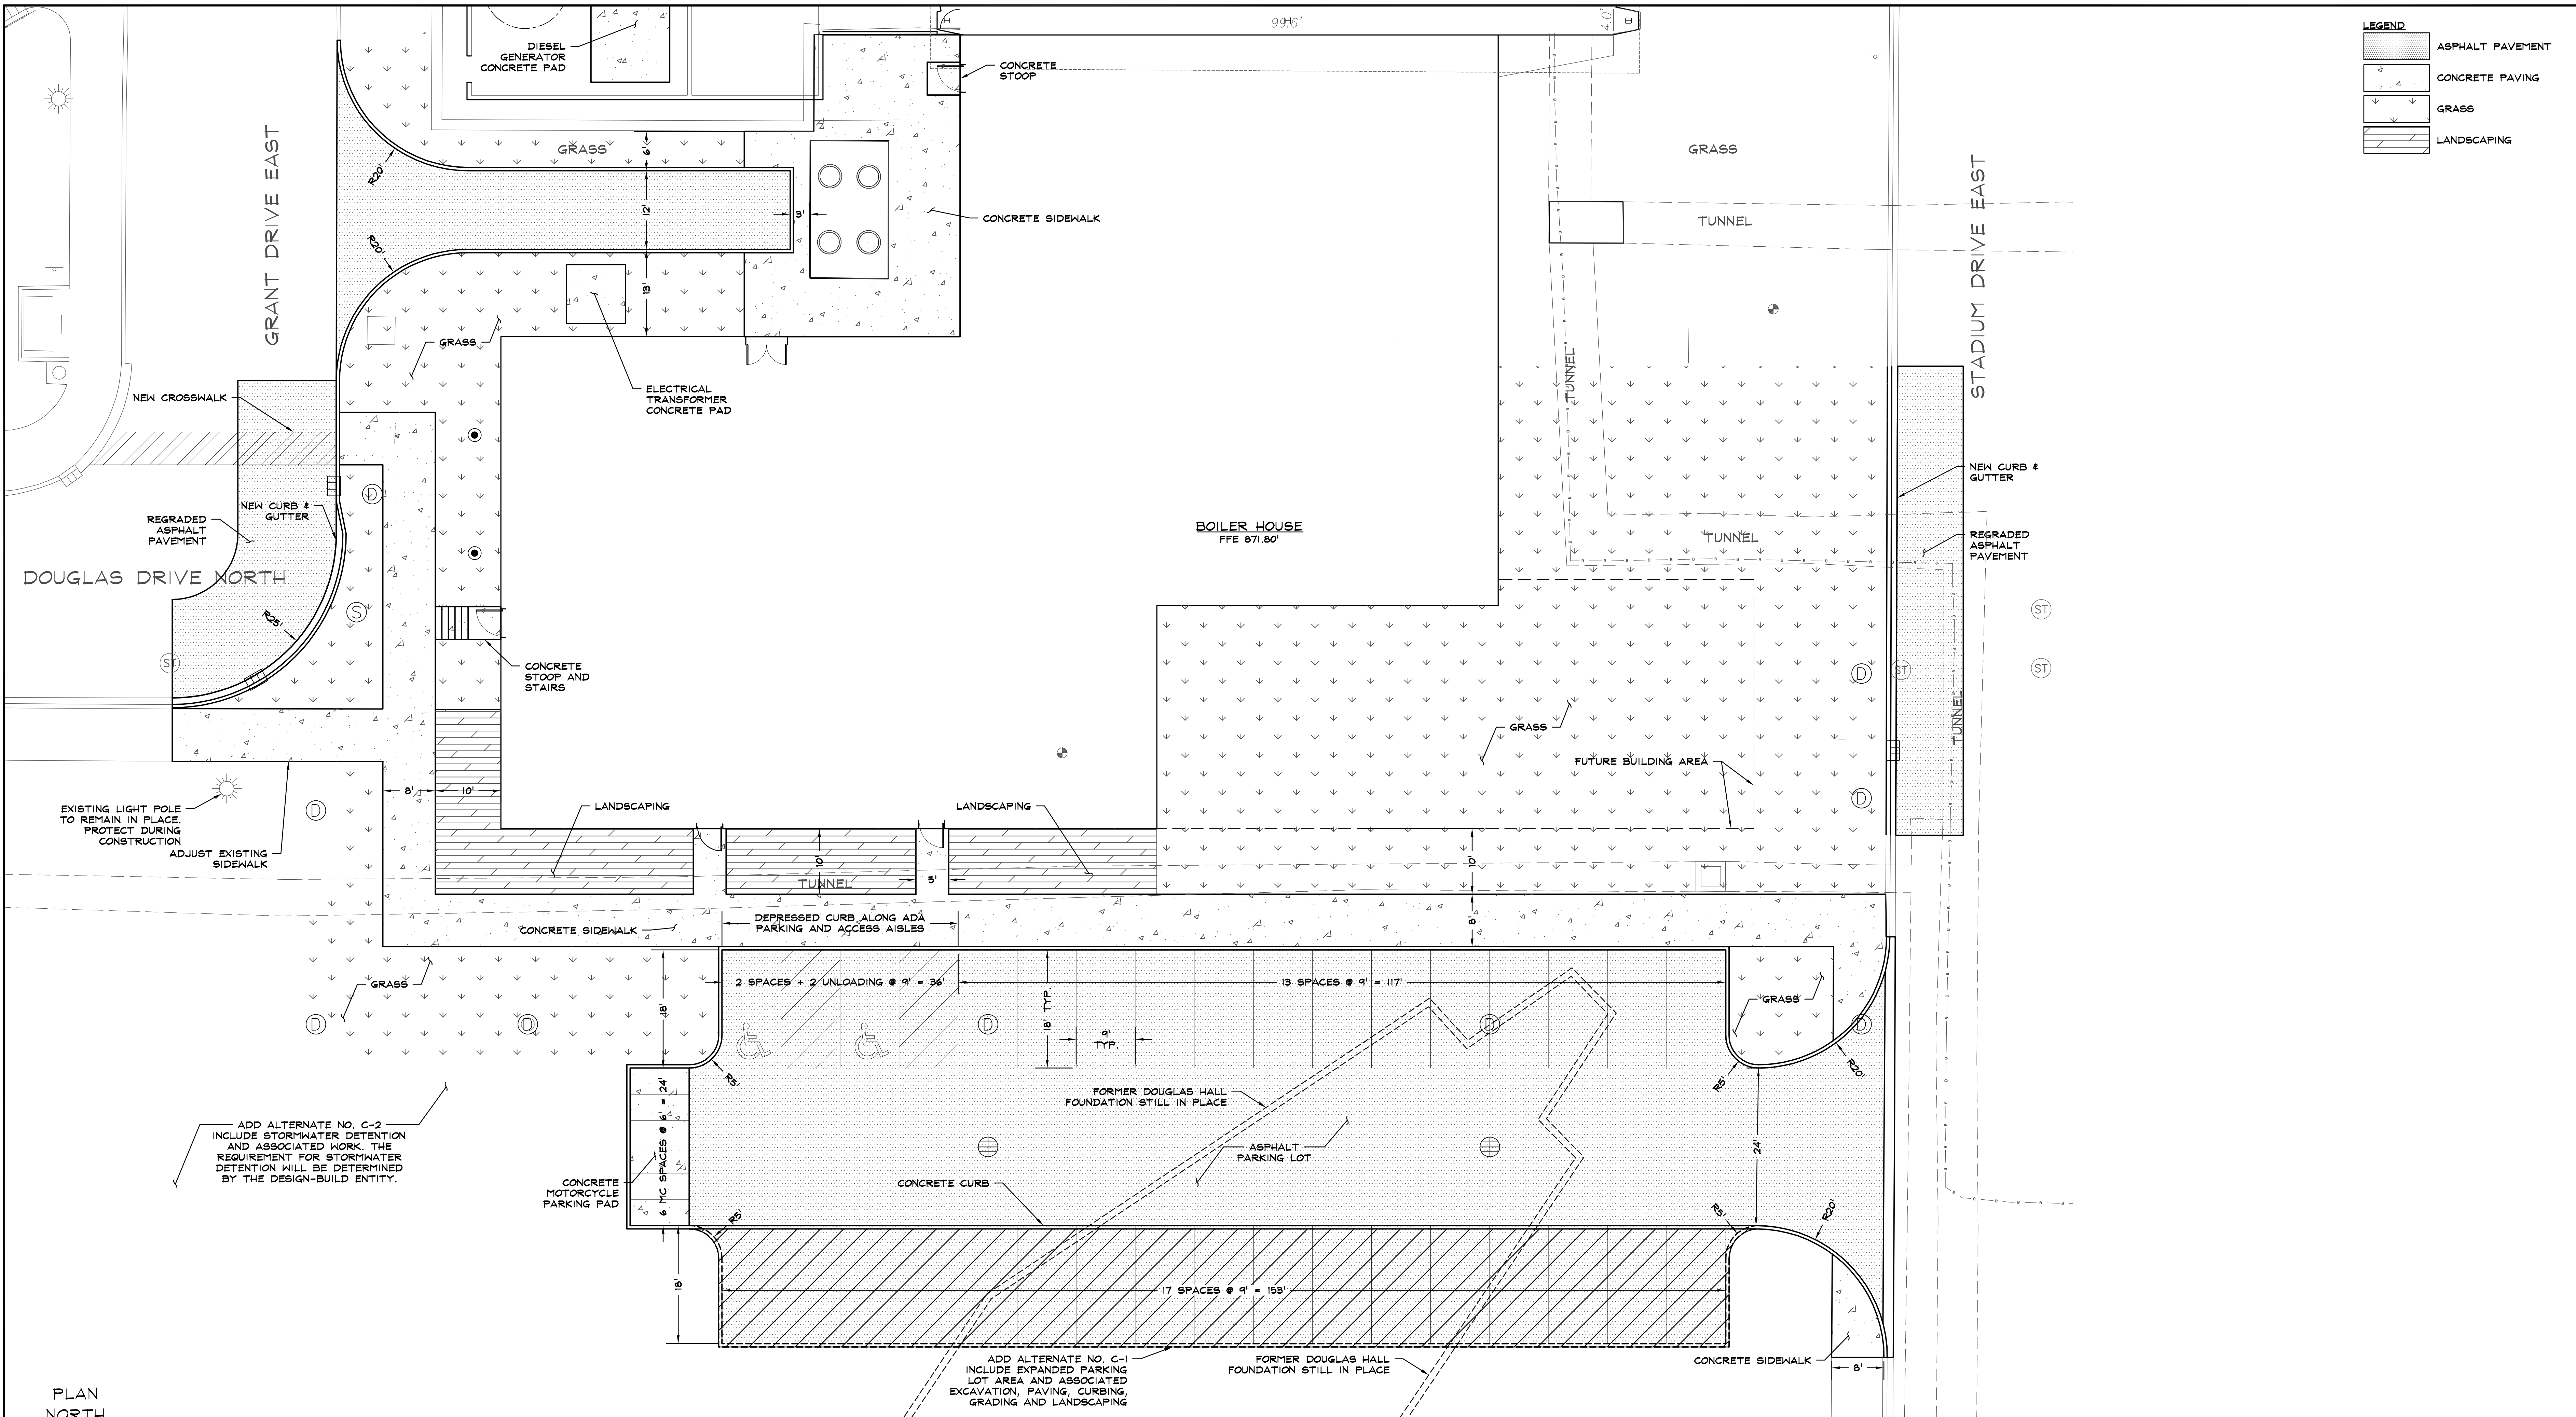 99.6'
4.0'
H
H
B
LEGEND
ASPHALT PAVEMENT
CONCRETE PAVING
GRASS
LANDSCAPING
DIESEL
GENERATOR
CONCRETE PAD
CONCRETE
STOOP
GRASS
6'
R20'
12'
3'
CONCRETE SIDEWALK
R20'
13'
GRANT DRIVE EAST
GRASS
ELECTRICAL
TRANSFORMER
CONCRETE PAD
GRASS
TUNNEL
TUNNEL
STADIUM DRIVE EAST
NEW CROSSWALK
D
NEW CURB &
GUTTER
REGRADED
ASPHALT
PAVEMENT
DOUGLAS DRIVE NORTH
R25'
S
ST
CONCRETE
STOOP AND
STAIRS
BOILER HOUSE
FFE 871.80'
NEW CURB &
GUTTER
TUNNEL
REGRADED
ASPHALT
PAVEMENT
ST
ST
ST
D
TUNNEL
GRASS
FUTURE BUILDING AREA
D
8'
10'
EXISTING LIGHT POLE
TO REMAIN IN PLACE.
PROTECT DURING
CONSTRUCTION
D
ADJUST EXISTING
SIDEWALK
LANDSCAPING
LANDSCAPING
10'
TUNNEL
5'
10'
8'
DEPRESSED CURB ALONG ADA
PARKING AND ACCESS AISLES
CONCRETE SIDEWALK
GRASS
D
D
18'
2 SPACES + 2 UNLOADING @ 9' = 36'
13 SPACES @ 9' = 117'
18' TYP.
9'
TYP.
D
D
GRASS
D
R5'
R5'
R20'
FORMER DOUGLAS HALL
FOUNDATION STILL IN PLACE
ADD ALTERNATE NO. C-2
INCLUDE STORMWATER DETENTION
AND ASSOCIATED WORK. THE
REQUIREMENT FOR STORMWATER
DETENTION WILL BE DETERMINED
BY THE DESIGN-BUILD ENTITY.
6 MC SPACES @ 6' = 24'
CONCRETE
MOTORCYCLE
PARKING PAD
ASPHALT
PARKING LOT
CONCRETE CURB
24'
R5'
R5'
R20'
18'
17 SPACES @ 9' = 153'
ADD ALTERNATE NO. C-1
INCLUDE EXPANDED PARKING
LOT AREA AND ASSOCIATED
EXCAVATION, PAVING, CURBING,
GRADING AND LANDSCAPING
FORMER DOUGLAS HALL
FOUNDATION STILL IN PLACE
CONCRETE SIDEWALK
8'
PLAN
NORTH